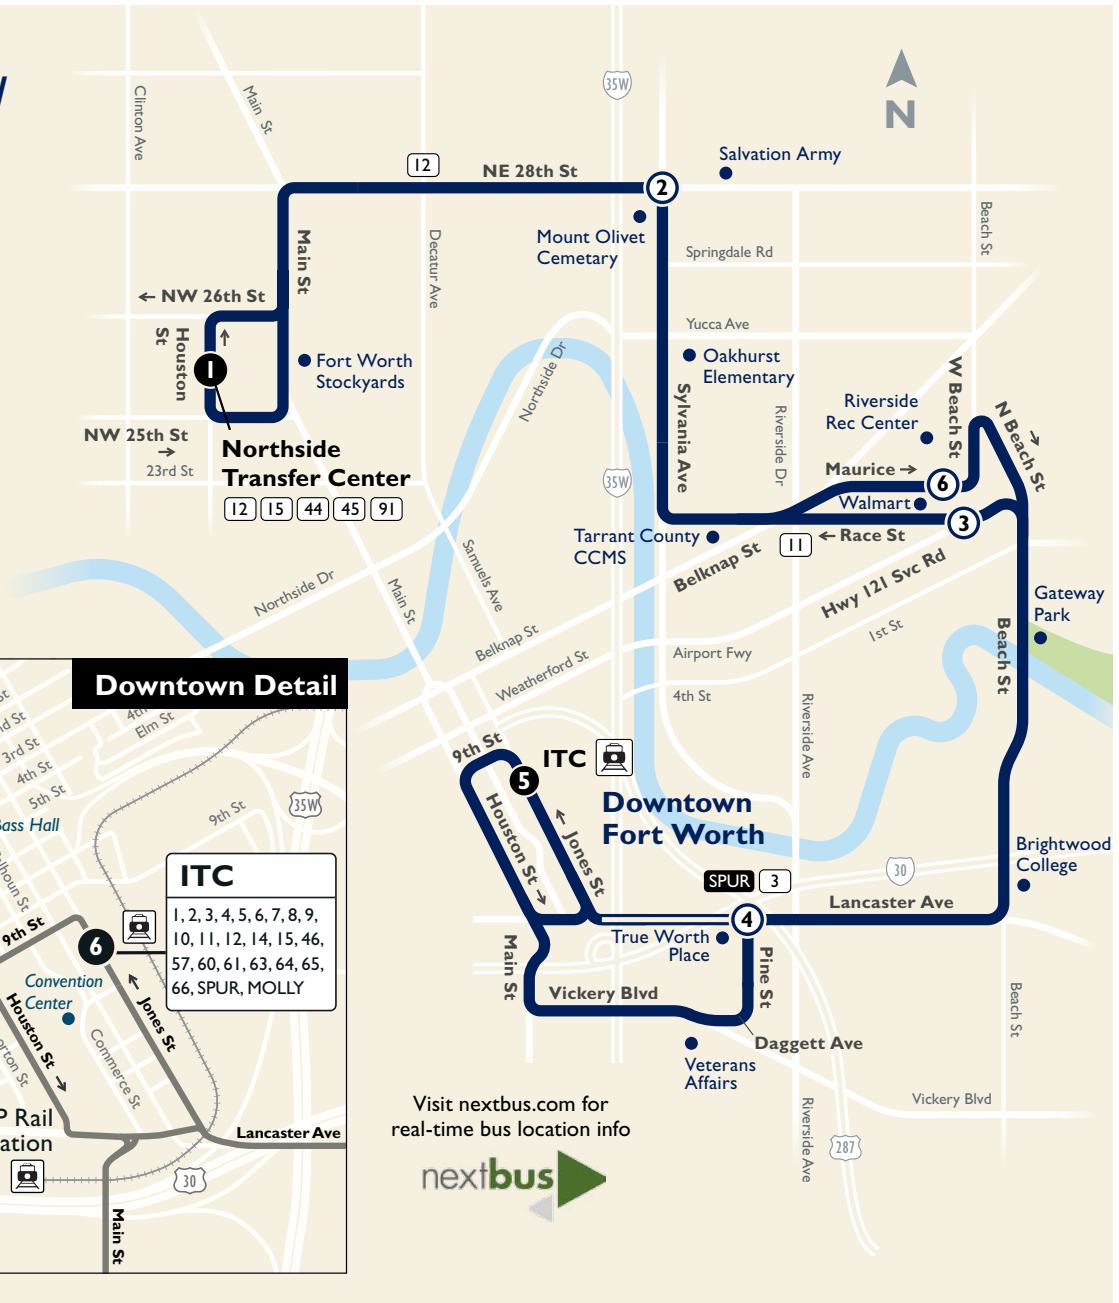 35W
N
Clinton Ave
Main St
12
NE 28th St
2
Salvation Army
Mount Olivet
Cemetary
Springdale Rd
Beach St
Main St
Decatur Ave
← NW 26th St
Houston
St
1
Fort Worth
Stockyards
Yucca Ave
Oakhurst
Elementary
Northside Dr
Sylvania Ave
Riverside Dr
W Beach St
Riverside
Rec Center
N Beach St →
NW 25th St
→
23rd St
Northside
Transfer Center
12 15 44 45 91
35W
Maurice →
6
Walmart
3
Tarrant County
CCMS
11
← Race St
Belknap St
Hwy 121 Svc Rd
Samuels Ave
Northside Dr
Main St
Belknap St
Weatherford St
Airport Fwy
1st St
4th St
Gateway
Park
Beach St
Riverside Ave
9th St
5
ITC
Downtown
Fort Worth
Houston St →
← Jones St
SPUR 3
30
Brightwood
College
4
Lancaster Ave
True Worth
Place
Main St
Pine St
Vickery Blvd
Daggett Ave
Veterans
Affairs
Beach St
Vickery Blvd
Riverside Ave
287
Visit nextbus.com for
real-time bus location info
nextbus
Downtown Detail
4th
Elm St
st
nd St
3rd St
4th St
5th St
9th St
35W
Bass Hall
lhoun St
ITC
1, 2, 3, 4, 5, 6, 7, 8, 9,
10, 11, 12, 14, 15, 46,
57, 60, 61, 63, 64, 65,
66, SPUR, MOLLY
9th St
6
Convention
Center
Houston St →
← Jones St
Commerce St
orton St
P Rail
ation
Lancaster Ave
30
Main St